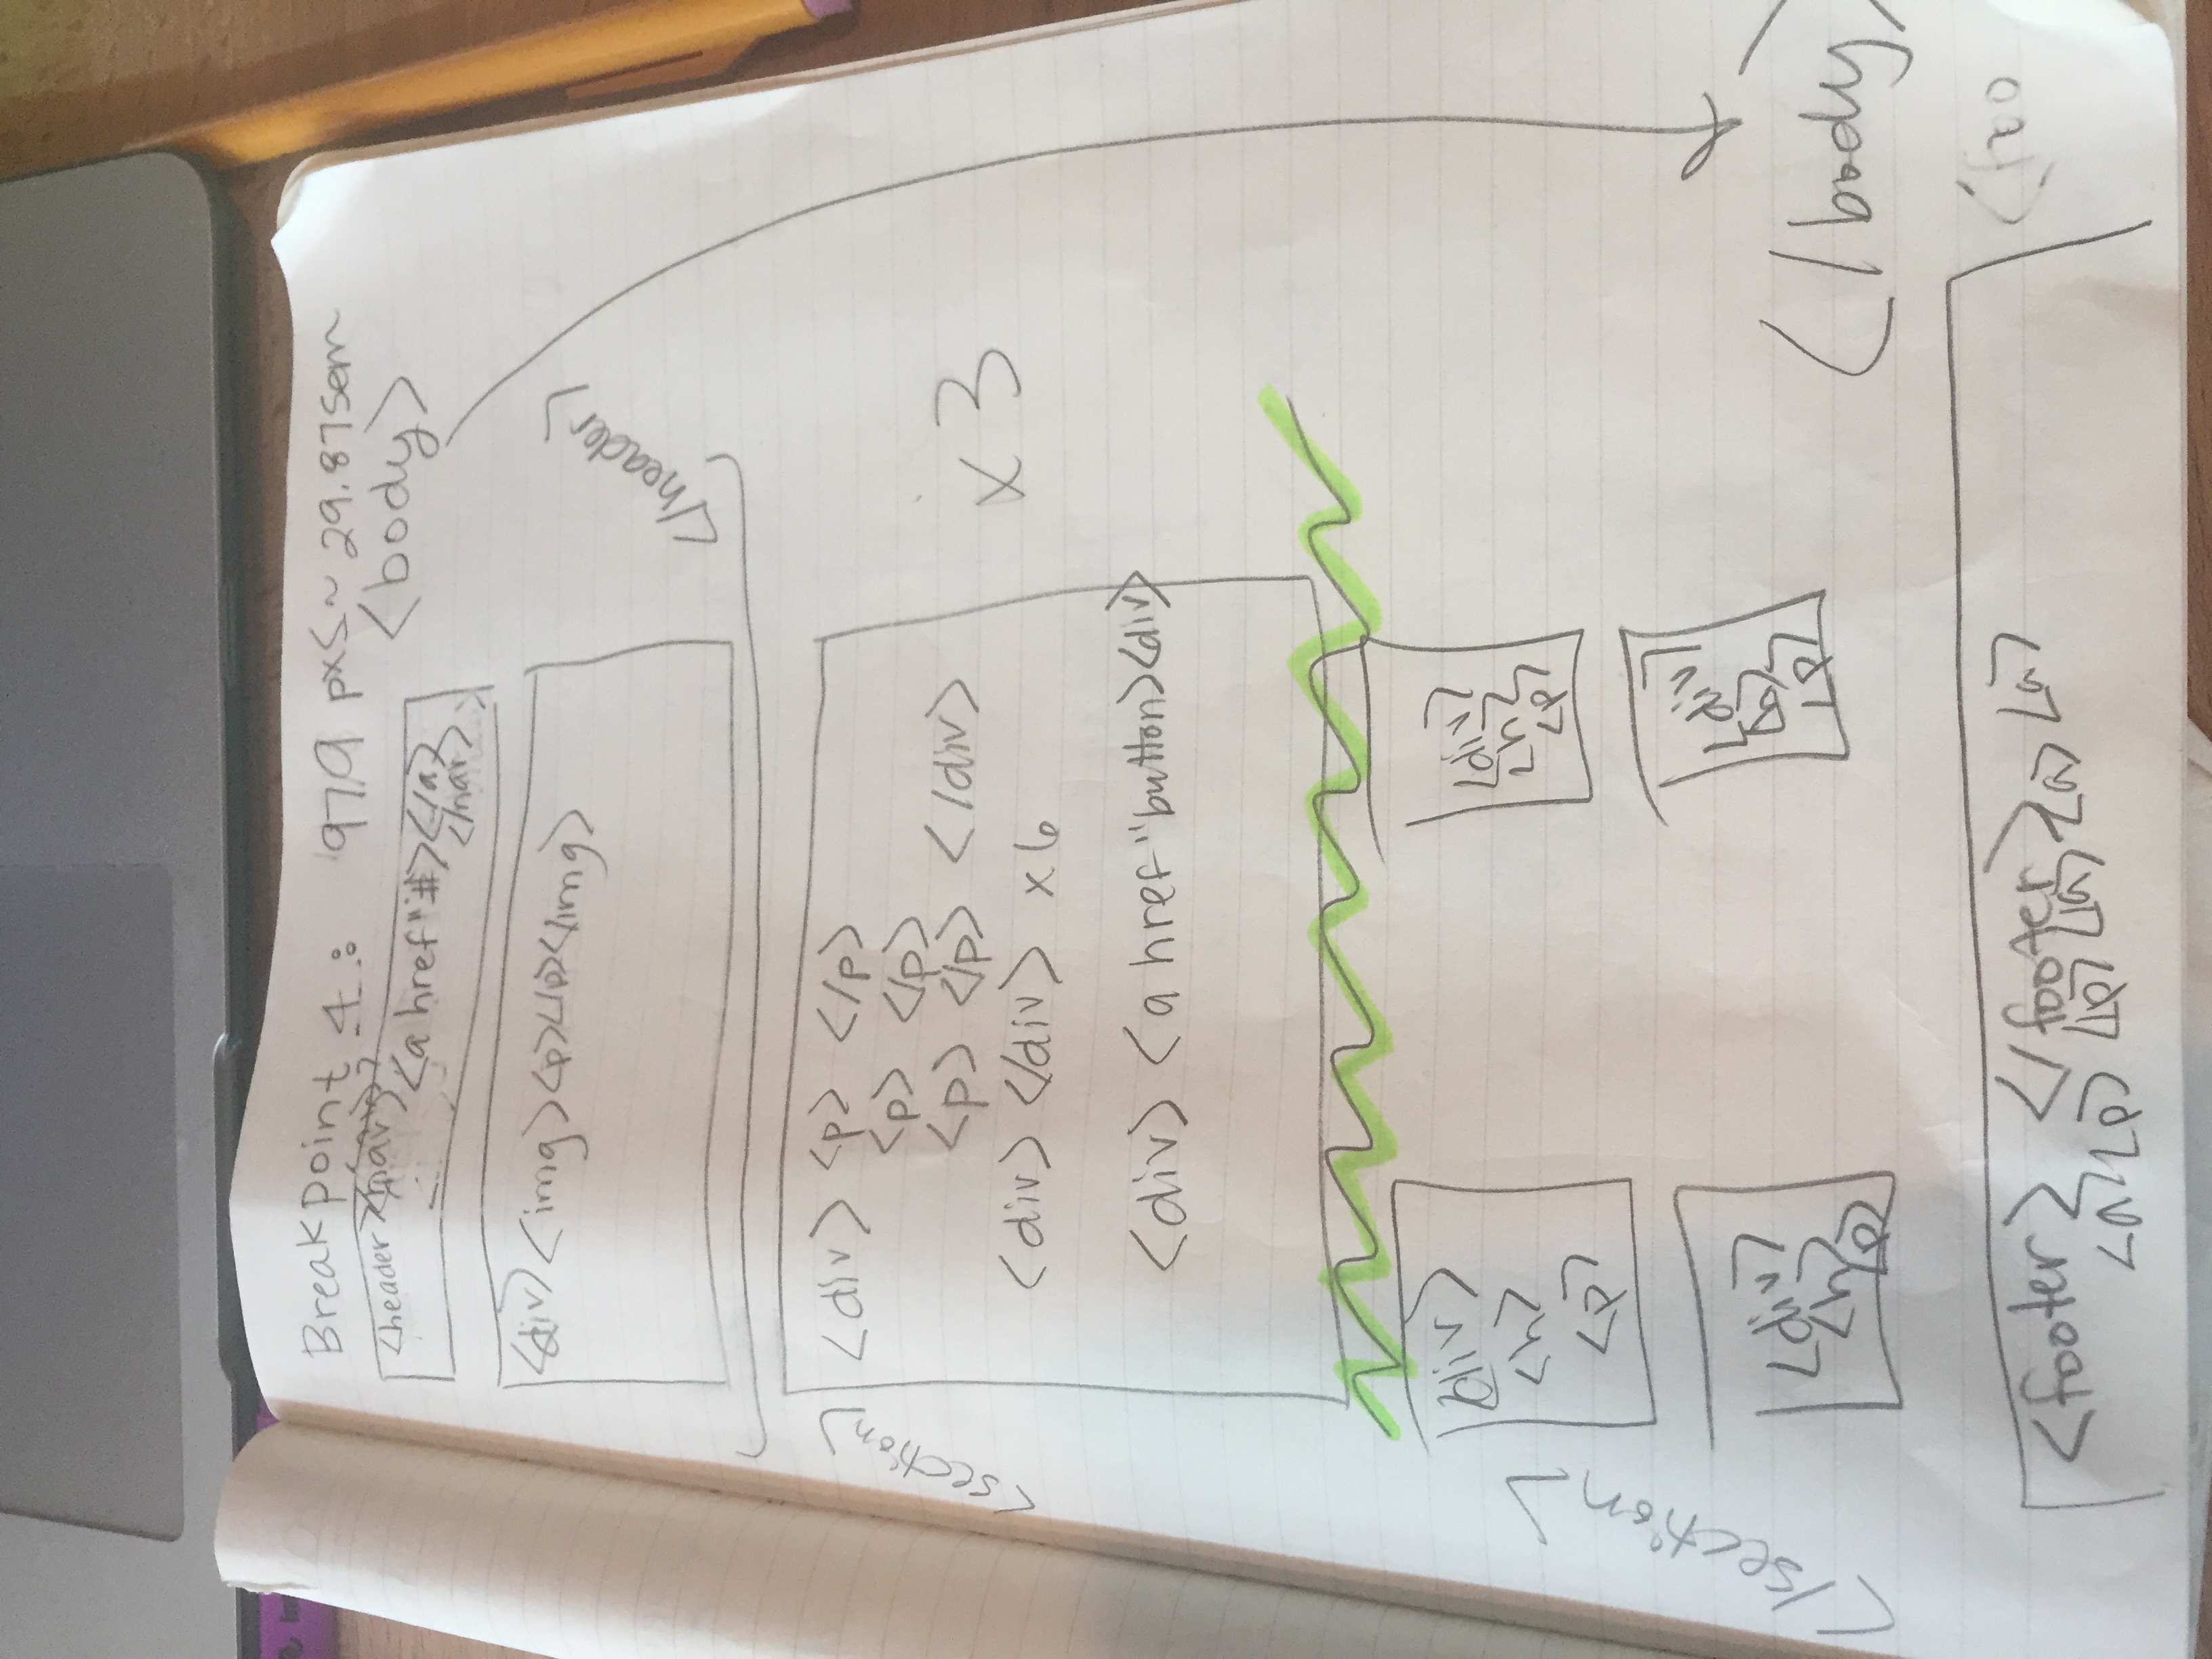 Breakpoint 4: 979 px ≤ ~ 29.875em
<body>
<header><nav>
<a href"#></a>
</nav>
<div><img><p></p></img>
</header>
<section>
<div> <p> </p>
<p> </p>
<p> </p> </div>
<div></div> x6
x3
<div> <a href"button><div>
<div>
<h>
<p>
<div>
<h>
<p>
</section>
<div>
<h>
<p>
<div>
<h>
<p>
</body>
<footer> </footer>
<a> <p> <p> <a> <a> <a>
<foo